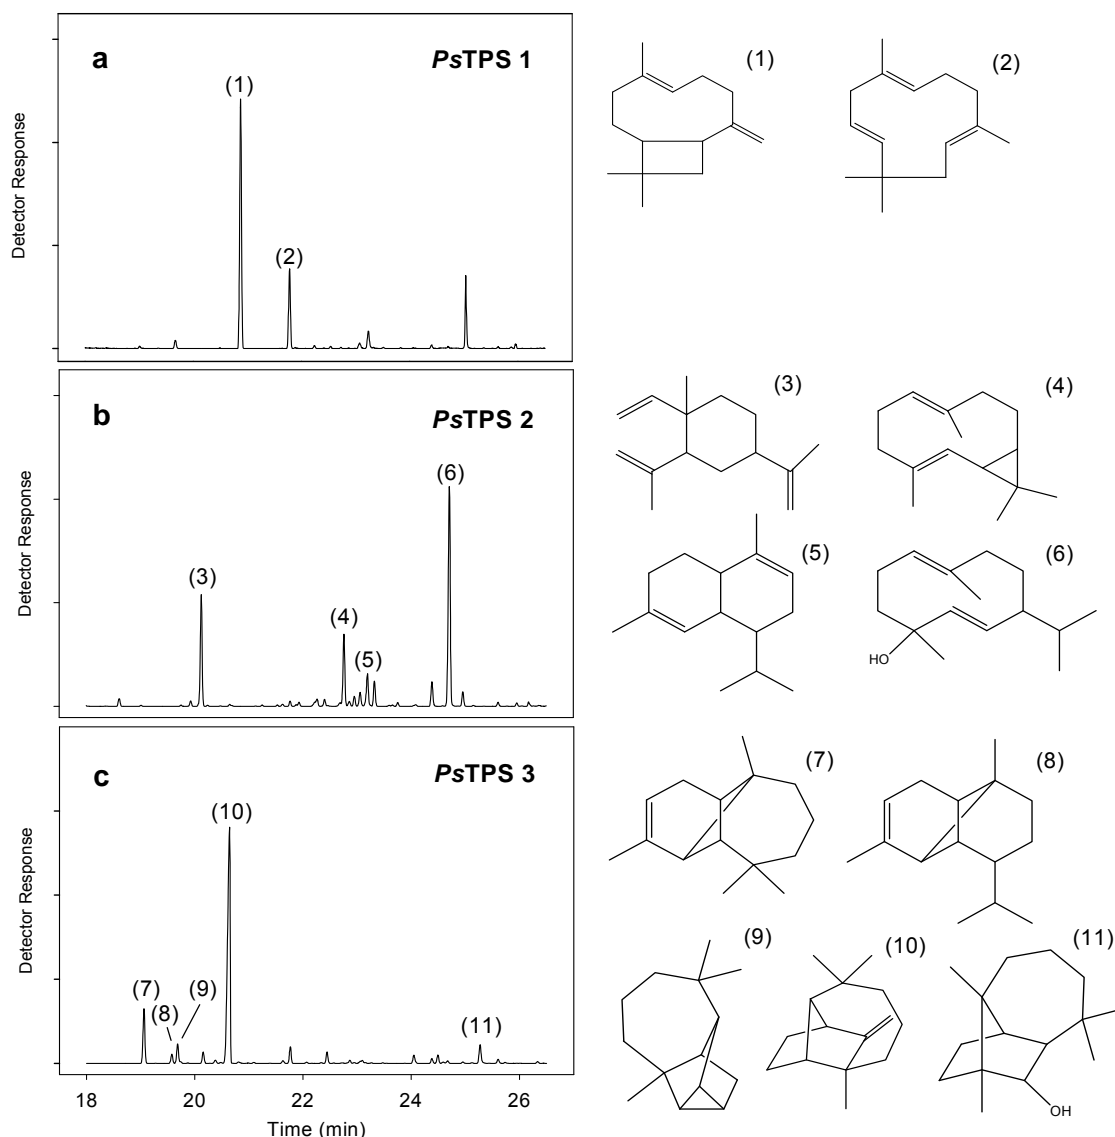 a
PsTPS 1
Detector Response
(1)
(2)
(1)
(2)
b
PsTPS 2
Detector Response
(3)
(4)
(5)
(6)
(3)
(4)
(5)
(6)
HO
c
PsTPS 3
Detector Response
(7)
(8)
(9)
(10)
(11)
18
20
22
24
26
Time (min)
(7)
(8)
(9)
(10)
(11)
OH